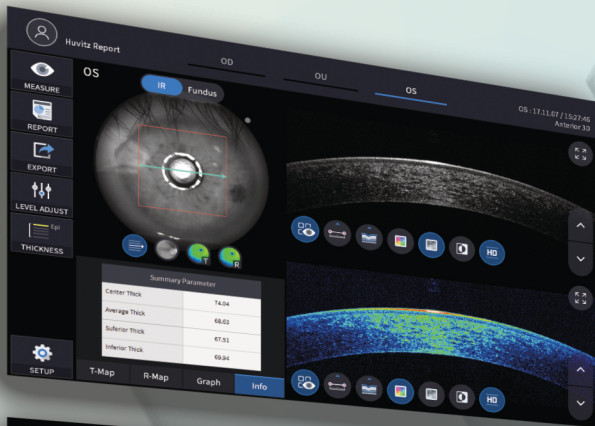 Huvitz Report
OD
OU
OS
OS : 17.11.07 / 15:27:45
Anterior 3D
MEASURE
REPORT
EXPORT
LEVEL ADJUST
Epi
THICKNESS
SETUP
OS
IR
Fundus
T
R
Summary Parameter
Center Thick 74.04
Average Thick 68.63
Suferior Thick 67.51
Inferior Thick 69.94
T-Map
R-Map
Graph
Info
HD
HD